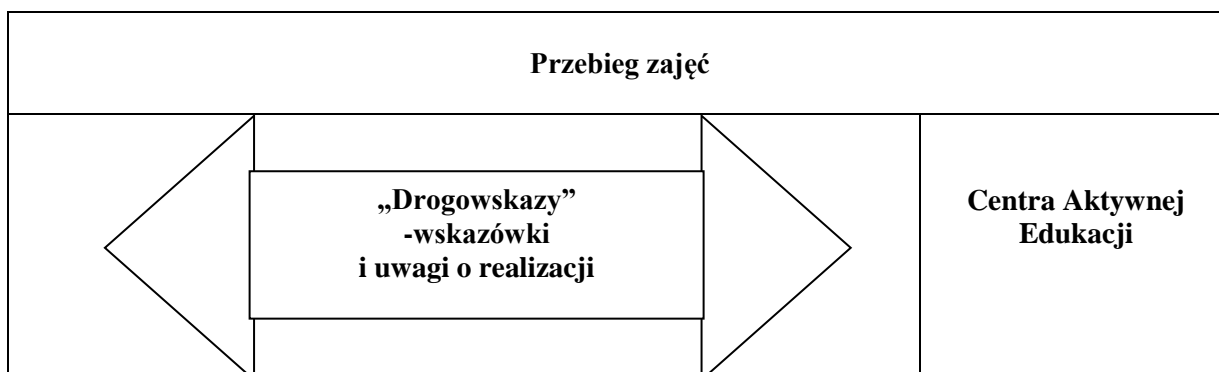 Przebieg zajęć
„Drogowskazy”
-wskazówki
i uwagi o realizacji
Centra Aktywnej
Edukacji